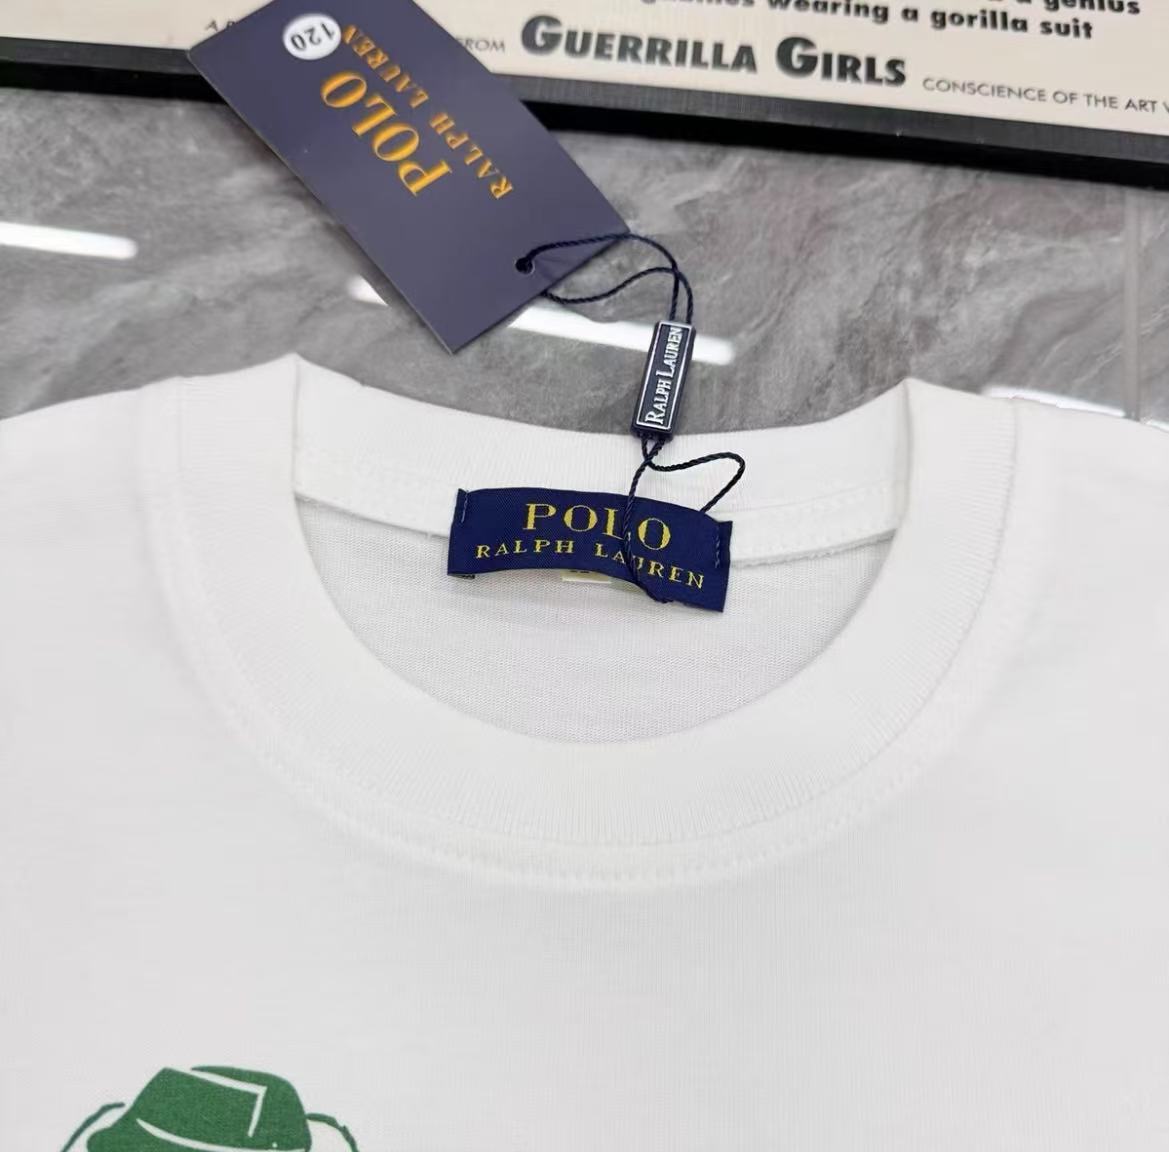 a genius
wearing a gorilla suit
FROM GUERRILLA GIRLS CONSCIENCE OF THE ART
120
POLO
RALPH LAUREN
RALPH LAUREN
POLO
RALPH LAUREN